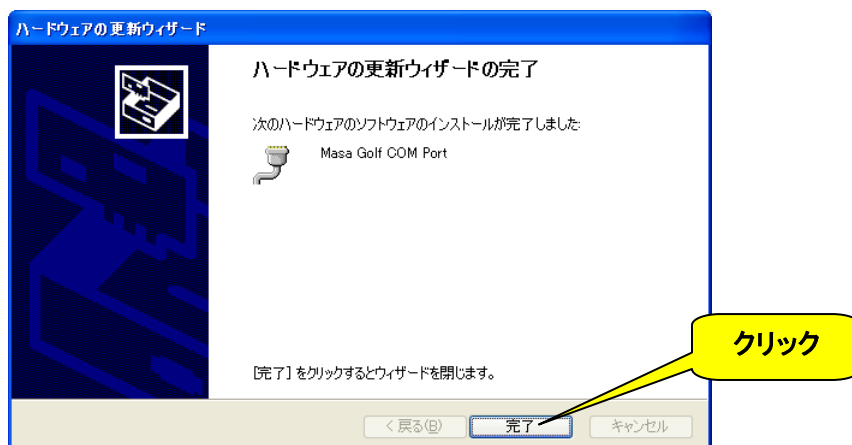 ハードウェアの更新ウィザード
ハードウェアの更新ウィザードの完了
次のハードウェアのソフトウェアのインストールが完了しました:
Masa Golf COM Port
[完了] をクリックするとウィザードを閉じます。
クリック
< 戻る(B)
完了
キャンセル